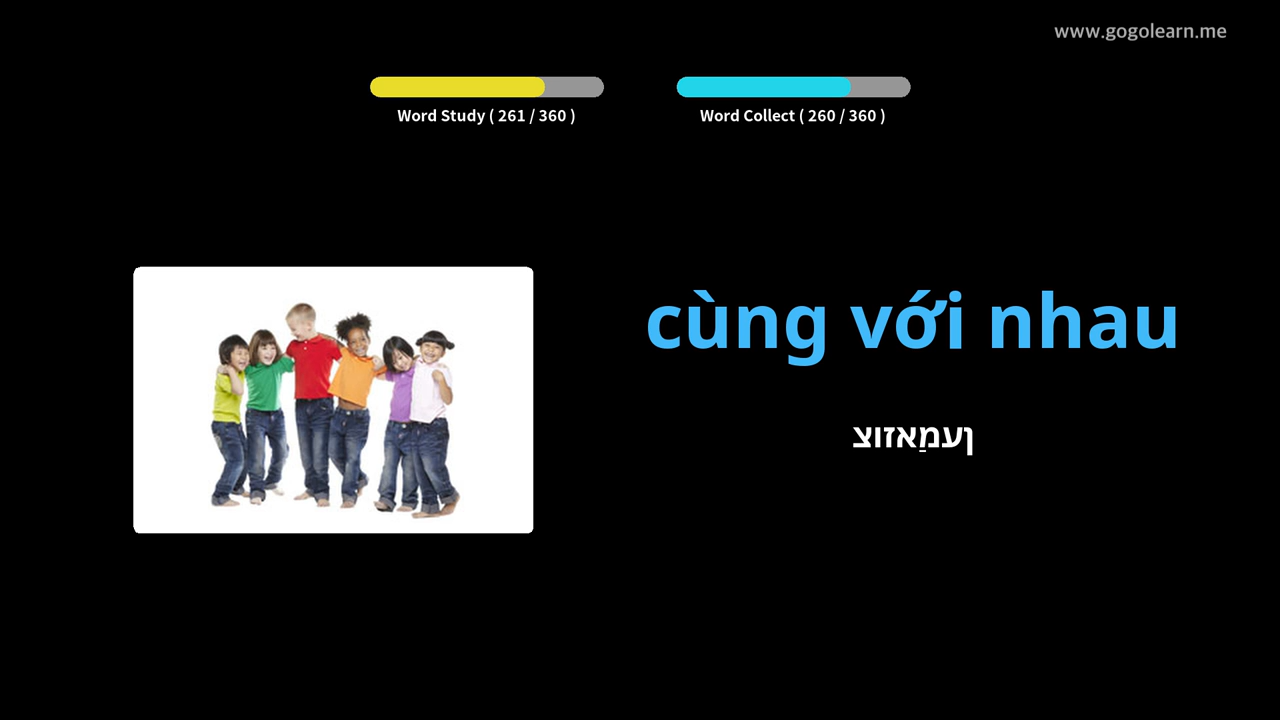 www.gogolearn.me
Word Study ( 261 / 360 )
Word Collect ( 260 / 360 )
cùng với nhau
ןעמַאזוצ